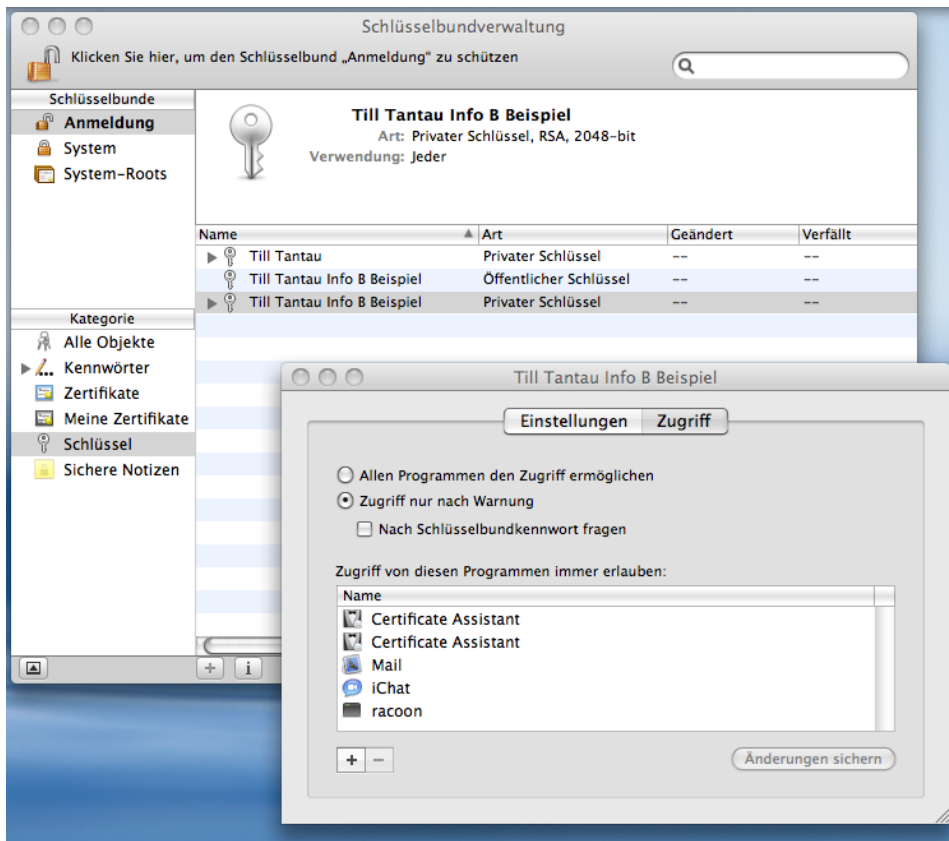 Schlüsselbundverwaltung
Klicken Sie hier, um den Schlüsselbund „Anmeldung“ zu schützen
Schlüsselbunde
Anmeldung
System
System-Roots
Till Tantau Info B Beispiel
Art: Privater Schlüssel, RSA, 2048-bit
Verwendung: Jeder
Name Art Geändert Verfällt
Till Tantau Privater Schlüssel -- --
Till Tantau Info B Beispiel Öffentlicher Schlüssel -- --
Till Tantau Info B Beispiel Privater Schlüssel -- --
Kategorie
Alle Objekte
Kennwörter
Zertifikate
Meine Zertifikate
Schlüssel
Sichere Notizen
Till Tantau Info B Beispiel
Einstellungen Zugriff
Allen Programmen den Zugriff ermöglichen
Zugriff nur nach Warnung
Nach Schlüsselbundkennwort fragen
Zugriff von diesen Programmen immer erlauben:
Name
Certificate Assistant
Certificate Assistant
Mail
iChat
racoon
+ −
Änderungen sichern
+ i